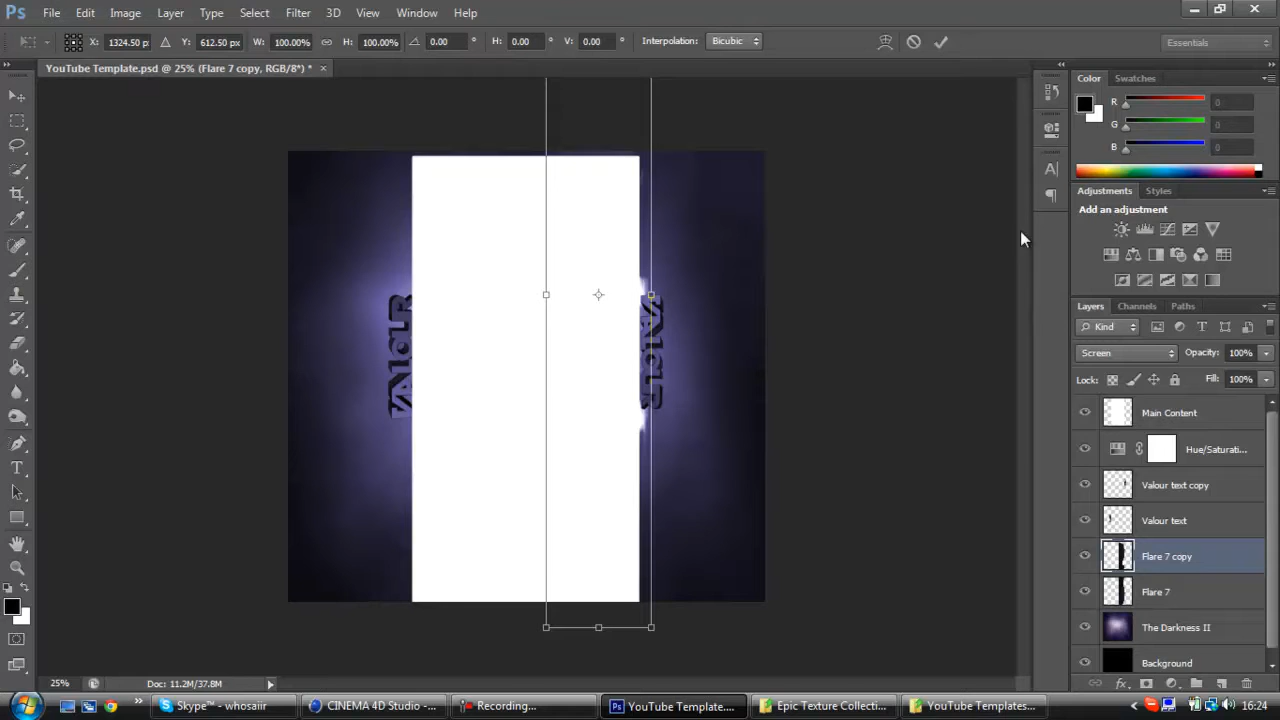 Ps File Edit Image Layer Type Select Filter 3D View Window Help
X: 1324.50 px Y: 612.50 px W: 100.00% H: 100.00% 0.00 ° H: 0.00 ° V: 0.00 ° Interpolation: Bicubic Essentials
YouTube Template.psd @ 25% (Flare 7 copy, RGB/8*) * ×
Color Swatches
R 0
G 0
B 0
Adjustments Styles
Add an adjustment
Layers Channels Paths
Kind
Screen Opacity: 100%
Lock: Fill: 100%
Main Content
Hue/Saturati...
Valour text copy
Valour text
Flare 7 copy
Flare 7
The Darkness II
Background
25% Doc: 11.2M/37.8M
Skype™ - whosaiir CINEMA 4D Studio - ... Recording... YouTube Template.... Epic Texture Collecti... YouTube Templates... 16:24